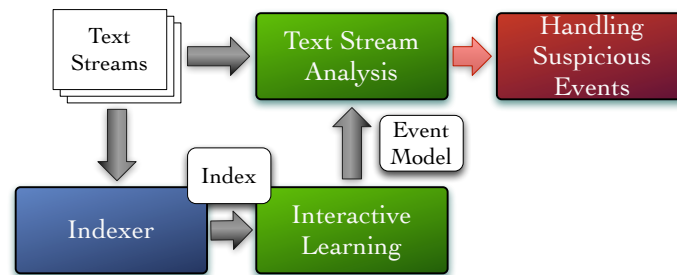 Text
Streams
Text Stream
Analysis
Handling
Suspicious
Events
Event
Model
Index
Indexer
Interactive
Learning